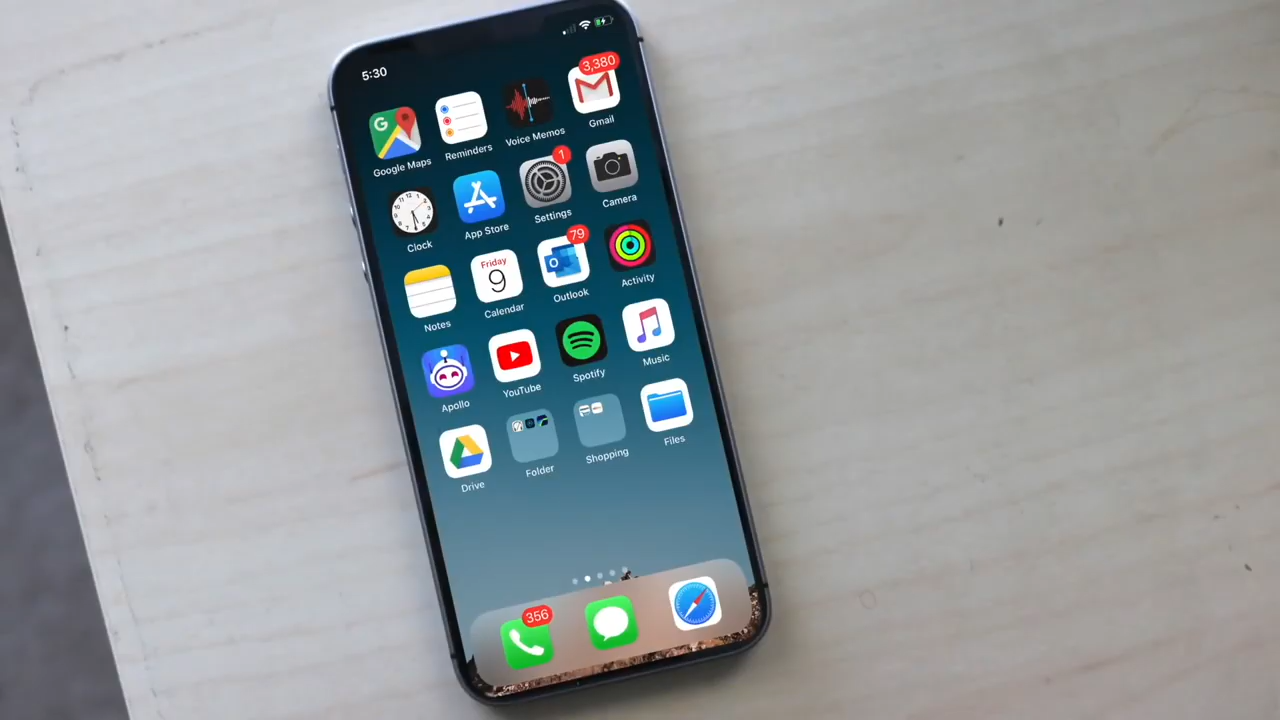 5:30
3,380
Google Maps
Reminders
Voice Memos
Gmail
1
Clock
App Store
Settings
Camera
79
Friday
9
Notes
Calendar
Outlook
Activity
Apollo
YouTube
Spotify
Music
Drive
Folder
Shopping
Files
356